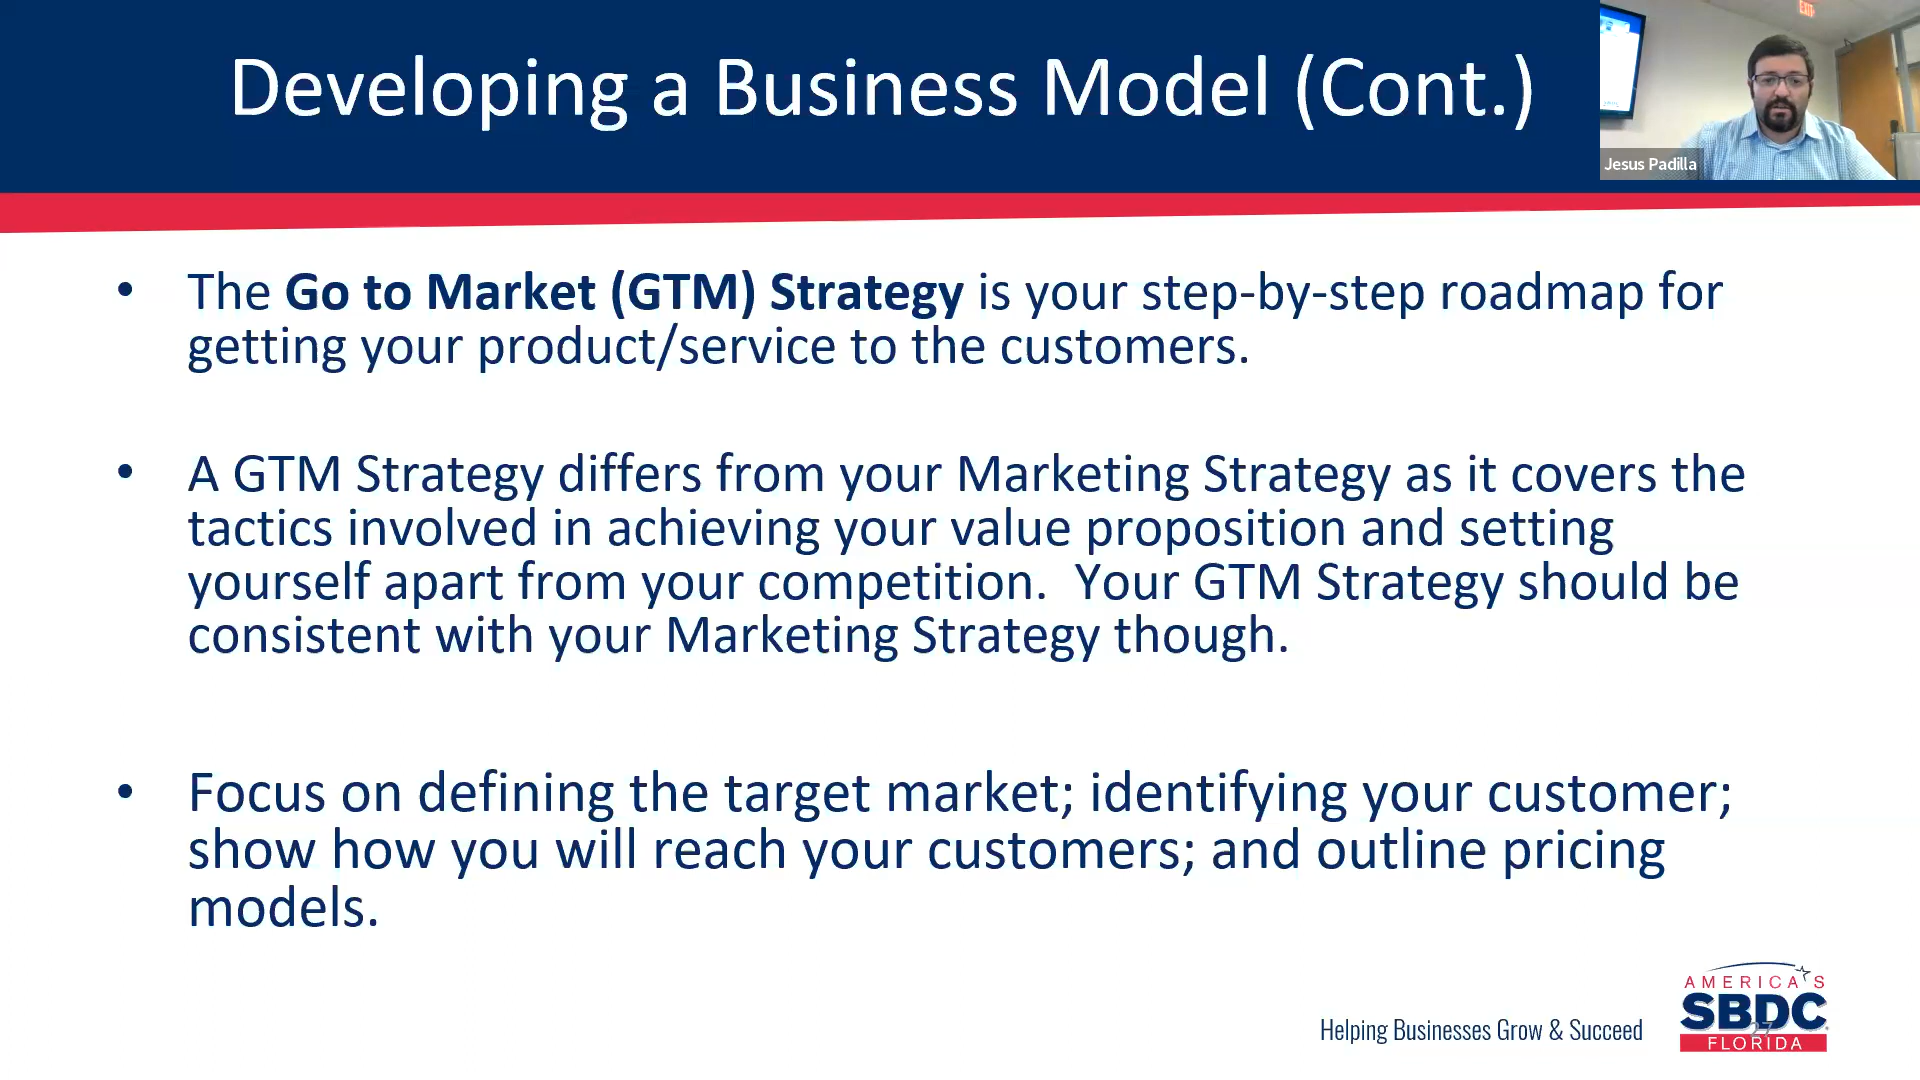 Developing a Business Model (Cont.)
EXIT
Jesus Padilla
• The Go to Market (GTM) Strategy is your step-by-step roadmap for
getting your product/service to the customers.
• A GTM Strategy differs from your Marketing Strategy as it covers the
tactics involved in achieving your value proposition and setting
yourself apart from your competition.  Your GTM Strategy should be
consistent with your Marketing Strategy though.
• Focus on defining the target market; identifying your customer;
show how you will reach your customers; and outline pricing
models.
Helping Businesses Grow & Succeed
AMERICA'S
SBDC
27
FLORIDA